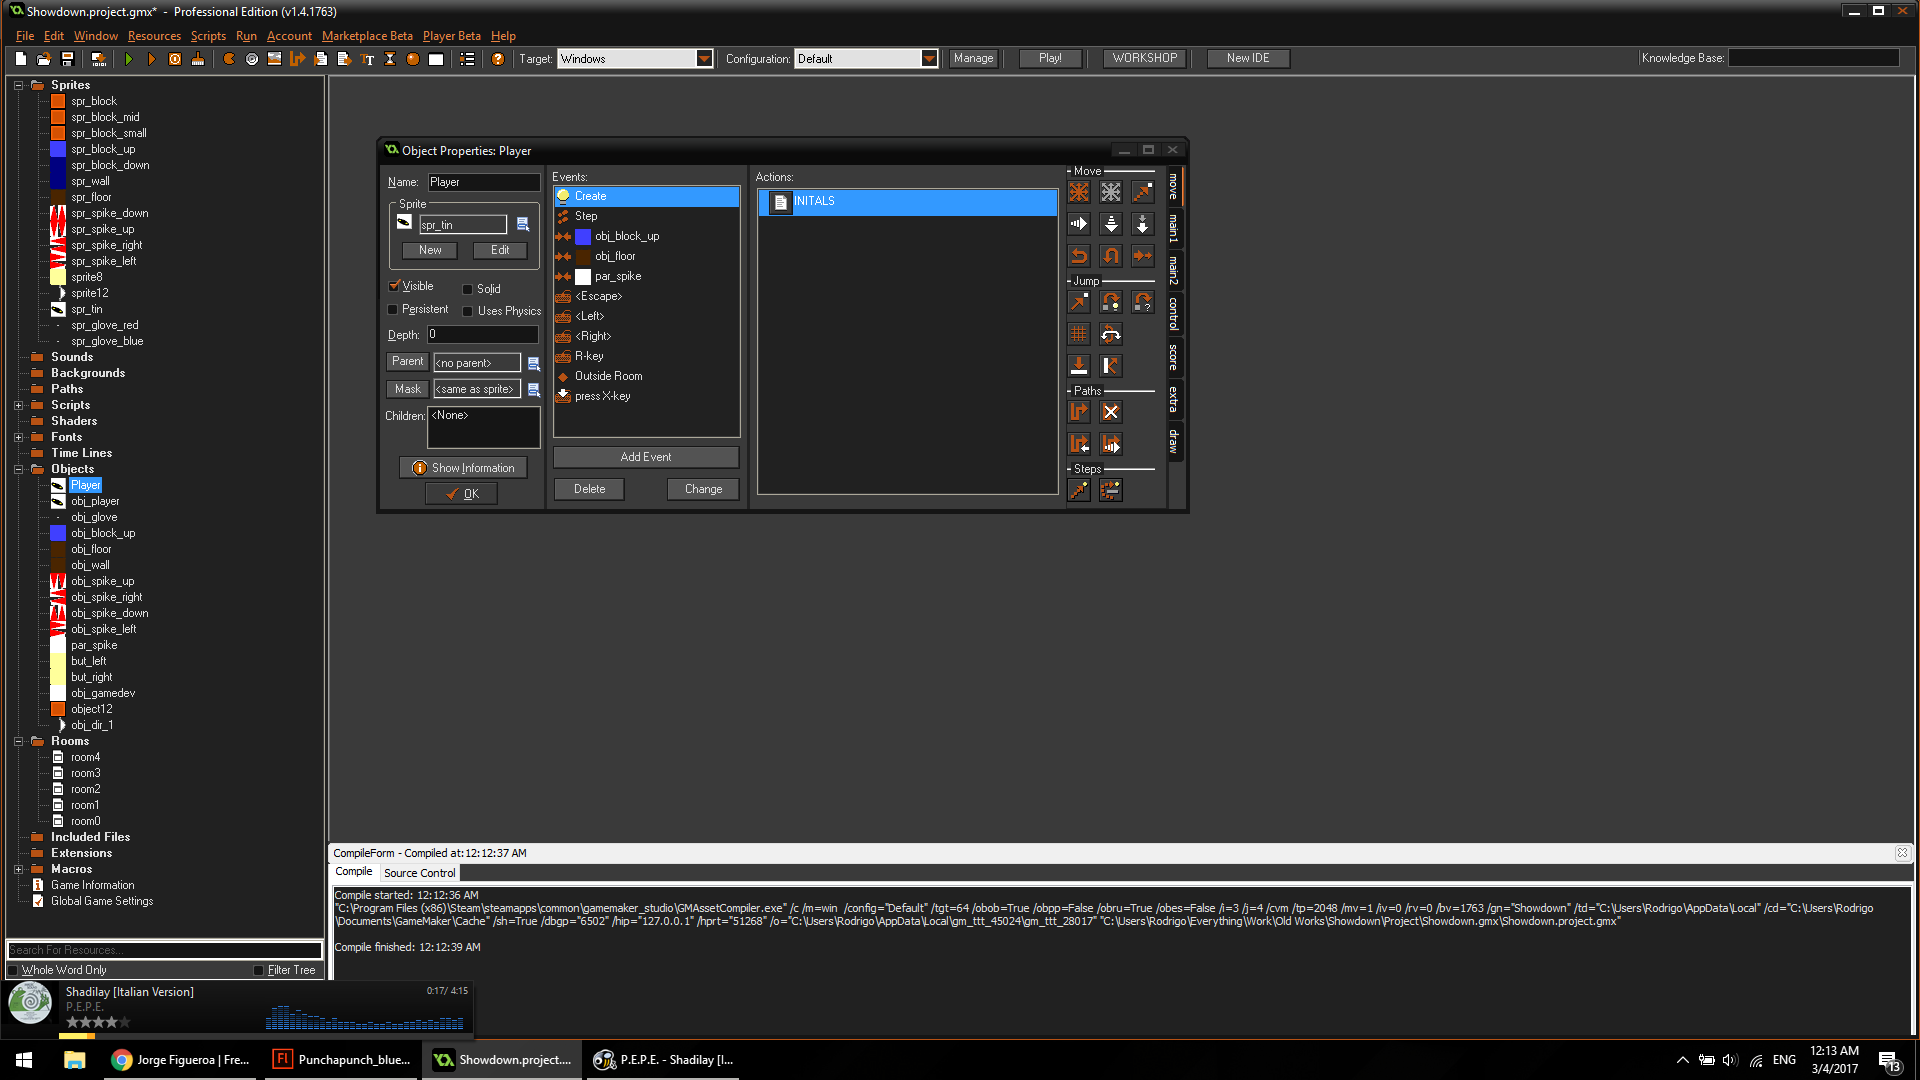 Showdown.project.gmx* - Professional Edition (v1.4.1763)
File Edit Window Resources Scripts Run Account Marketplace Beta Player Beta Help
Target: Windows Configuration: Default Manage Play! WORKSHOP New IDE Knowledge Base:
Sprites
spr_block
spr_block_mid
spr_block_small
spr_block_up
spr_block_down
spr_wall
spr_floor
spr_spike_down
spr_spike_up
spr_spike_right
spr_spike_left
sprite8
sprite12
spr_tin
spr_glove_red
spr_glove_blue
Sounds
Backgrounds
Paths
Scripts
Shaders
Fonts
Time Lines
Objects
Player
obj_player
obj_glove
obj_block_up
obj_floor
obj_wall
obj_spike_up
obj_spike_right
obj_spike_down
obj_spike_left
par_spike
but_left
but_right
obj_gamedev
object12
obj_dir_1
Rooms
room4
room3
room2
room1
room0
Included Files
Extensions
Macros
Game Information
Global Game Settings
Search For Resources...
Whole Word Only Filter Tree
Object Properties: Player
Name: Player
Sprite
spr_tin
New Edit
Visible Solid
Persistent Uses Physics
Depth: 0
Parent <no parent>
Mask <same as sprite>
Children: <None>
Show Information
OK
Events:
Create
Step
obj_block_up
obj_floor
par_spike
<Escape>
<Left>
<Right>
R-key
Outside Room
press X-key
Add Event
Delete Change
Actions:
INITALS
Move
Jump
Paths
Steps
move
main1
main2
control
score
extra
draw
CompileForm - Compiled at:12:12:37 AM
Compile Source Control
Compile started: 12:12:36 AM
"C:\Program Files (x86)\Steam\steamapps\common\gamemaker_studio\GMAssetCompiler.exe" /c /m=win /config="Default" /tgt=64 /obob=True /obpp=False /obru=True /obes=False /i=3 /j=4 /cvm /tp=2048 /mv=1 /iv=0 /rv=0 /bv=1763 /gn="Showdown" /td="C:\Users\Rodrigo\AppData\Local" /cd="C:\Users\Rodrigo
\Documents\GameMaker\Cache" /sh=True /dbgp="6502" /hip="127.0.0.1" /hprt="51268" /o="C:\Users\Rodrigo\AppData\Local\gm_ttt_45024\gm_ttt_28017" "C:\Users\Rodrigo\Everything\Work\Old Works\Showdown\Project\Showdown.gmx\Showdown.project.gmx"
Compile finished: 12:12:39 AM
Shadilay [Italian Version] 0:17/ 4:15
P.E.P.E.
Jorge Figueroa | Fre... Punchapunch_blue... Showdown.project.... P.E.P.E. - Shadilay [I... ENG 12:13 AM
3/4/2017
13